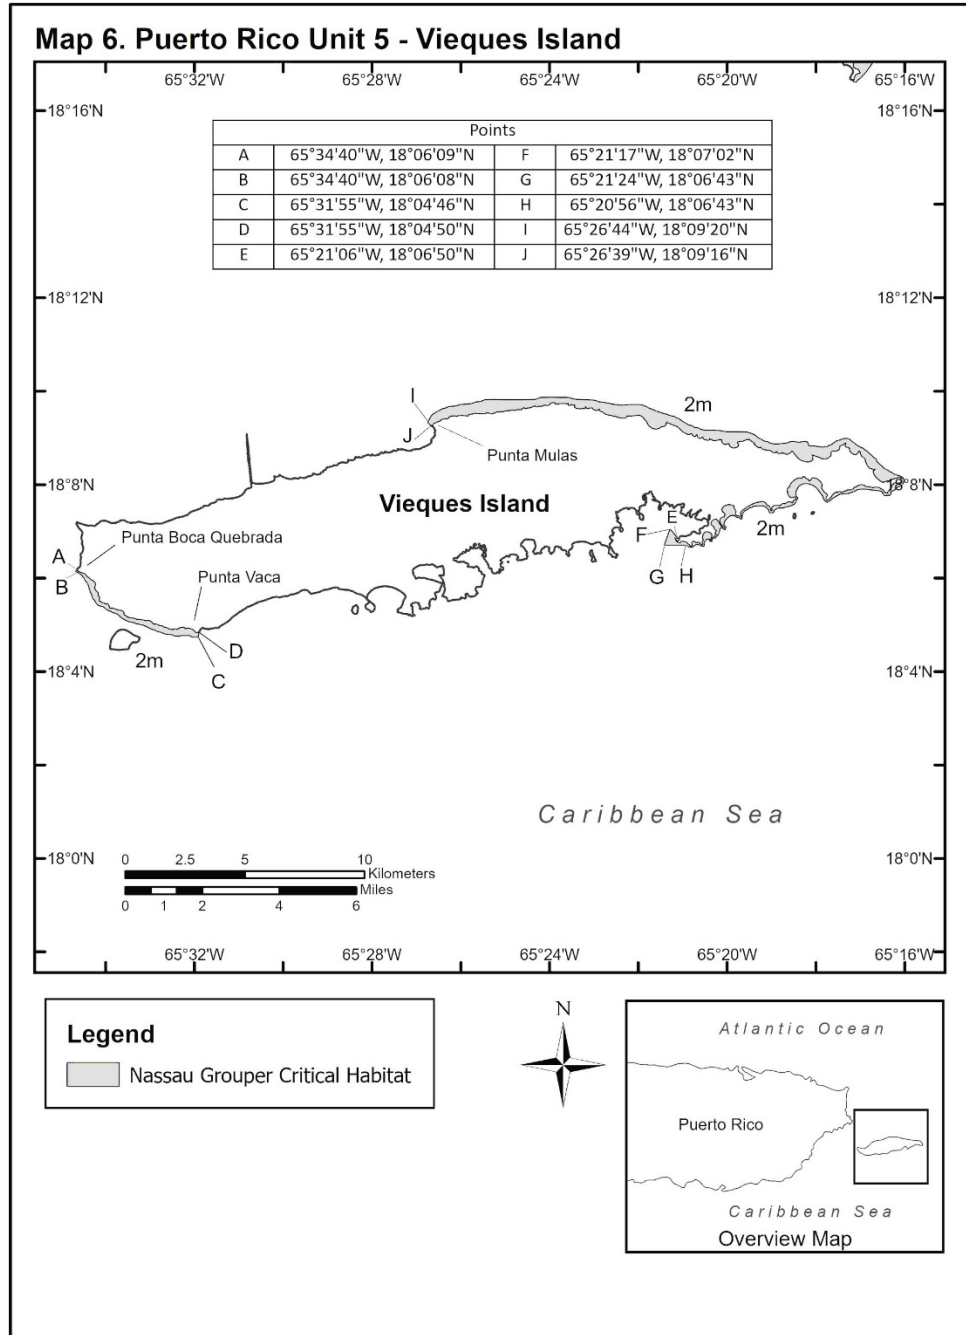 Map 6. Puerto Rico Unit 5 - Vieques Island
65°32'W 65°28'W 65°24'W 65°20'W 65°16'W
18°16'N 18°16'N
Points
A 65°34'40"W, 18°06'09"N F 65°21'17"W, 18°07'02"N
B 65°34'40"W, 18°06'08"N G 65°21'24"W, 18°06'43"N
C 65°31'55"W, 18°04'46"N H 65°20'56"W, 18°06'43"N
D 65°31'55"W, 18°04'50"N I 65°26'44"W, 18°09'20"N
E 65°21'06"W, 18°06'50"N J 65°26'39"W, 18°09'16"N
18°12'N 18°12'N
I
2m
J
Punta Mulas
18°8'N 18°8'N
Vieques Island
E
F
2m
Punta Boca Quebrada
A
B
Punta Vaca
G H
D
2m
C
18°4'N 18°4'N
Caribbean Sea
18°0'N 18°0'N
0 2.5 5 10
Kilometers
Miles
0 1 2 4 6
65°32'W 65°28'W 65°24'W 65°20'W 65°16'W
Legend
Nassau Grouper Critical Habitat
N
Atlantic Ocean
Puerto Rico
Caribbean Sea
Overview Map